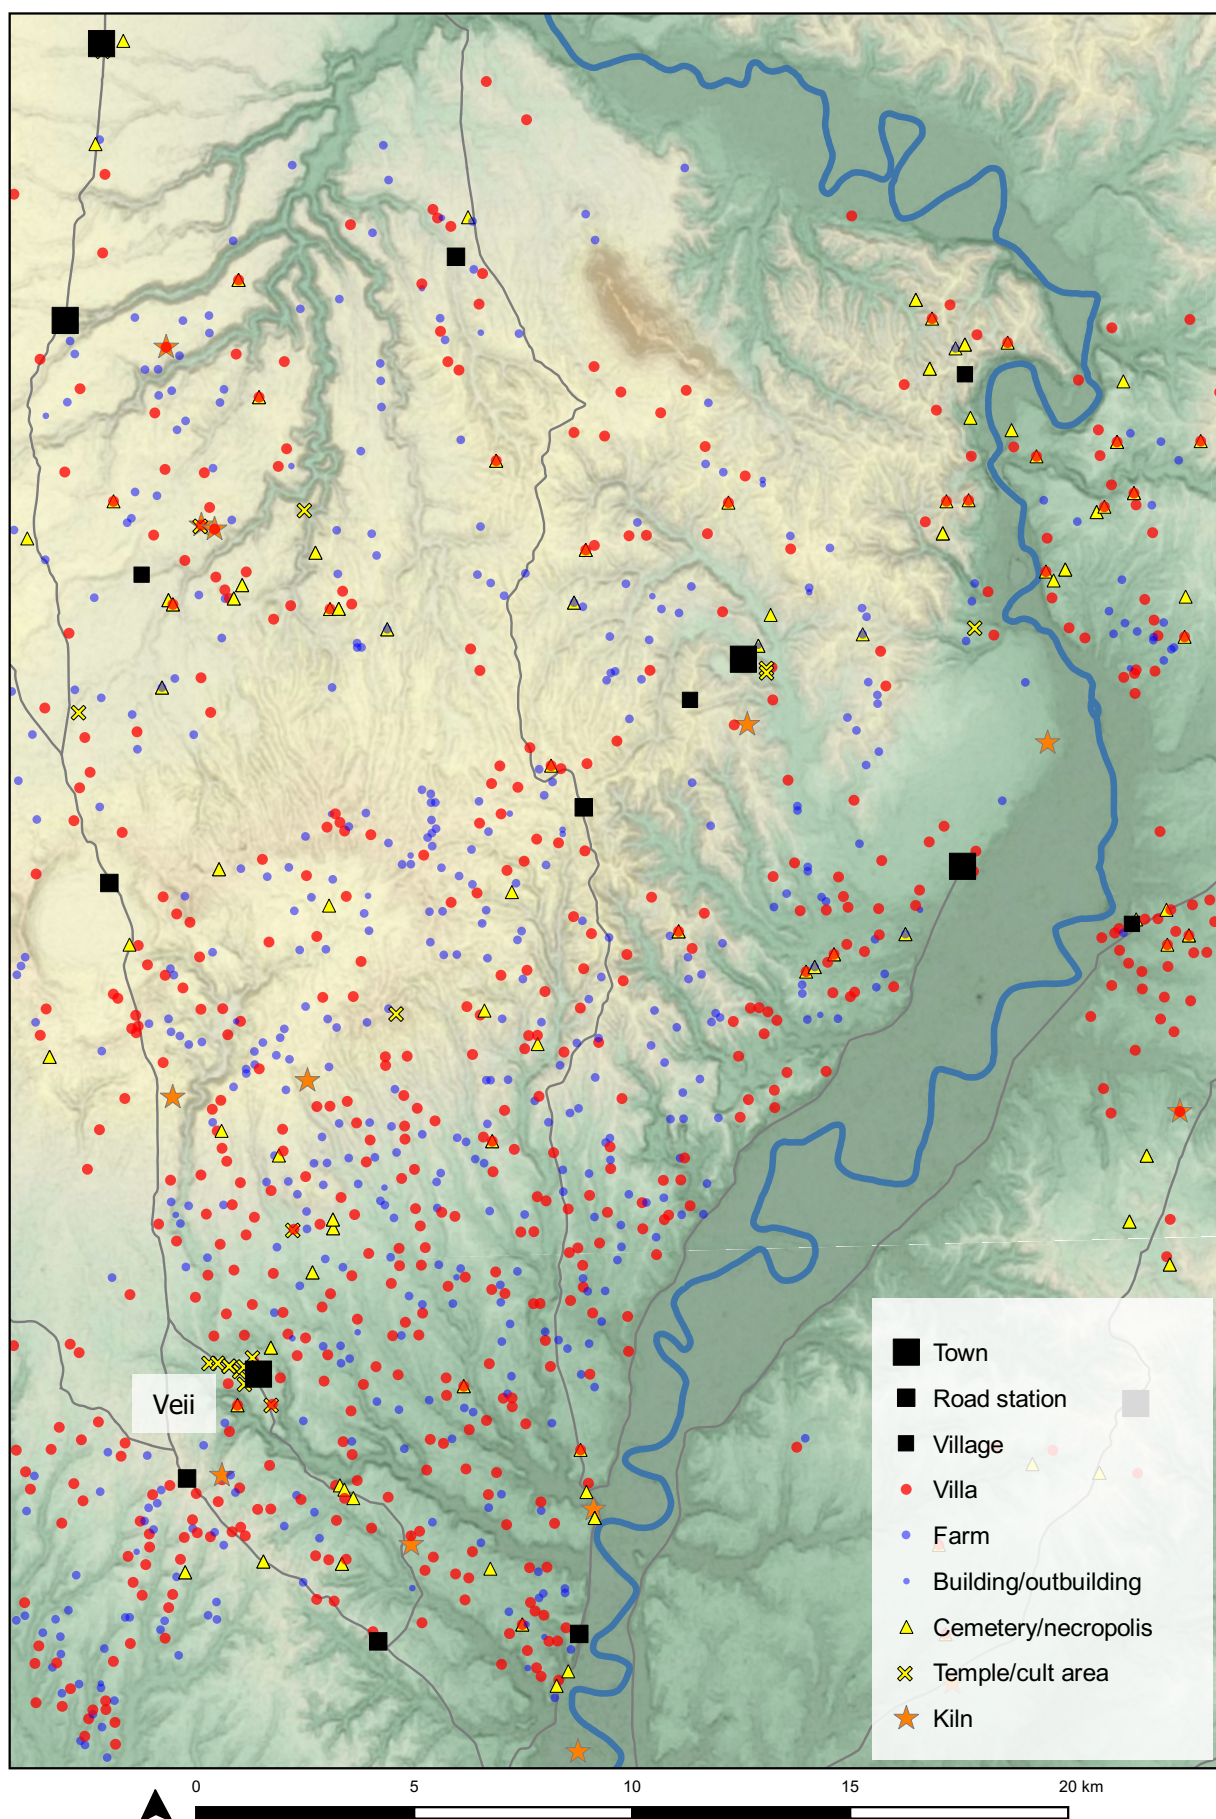 Veii
Town
Road station
Village
Villa
Farm
Building/outbuilding
Cemetery/necropolis
Temple/cult area
Kiln
0 5 10 15 20 km